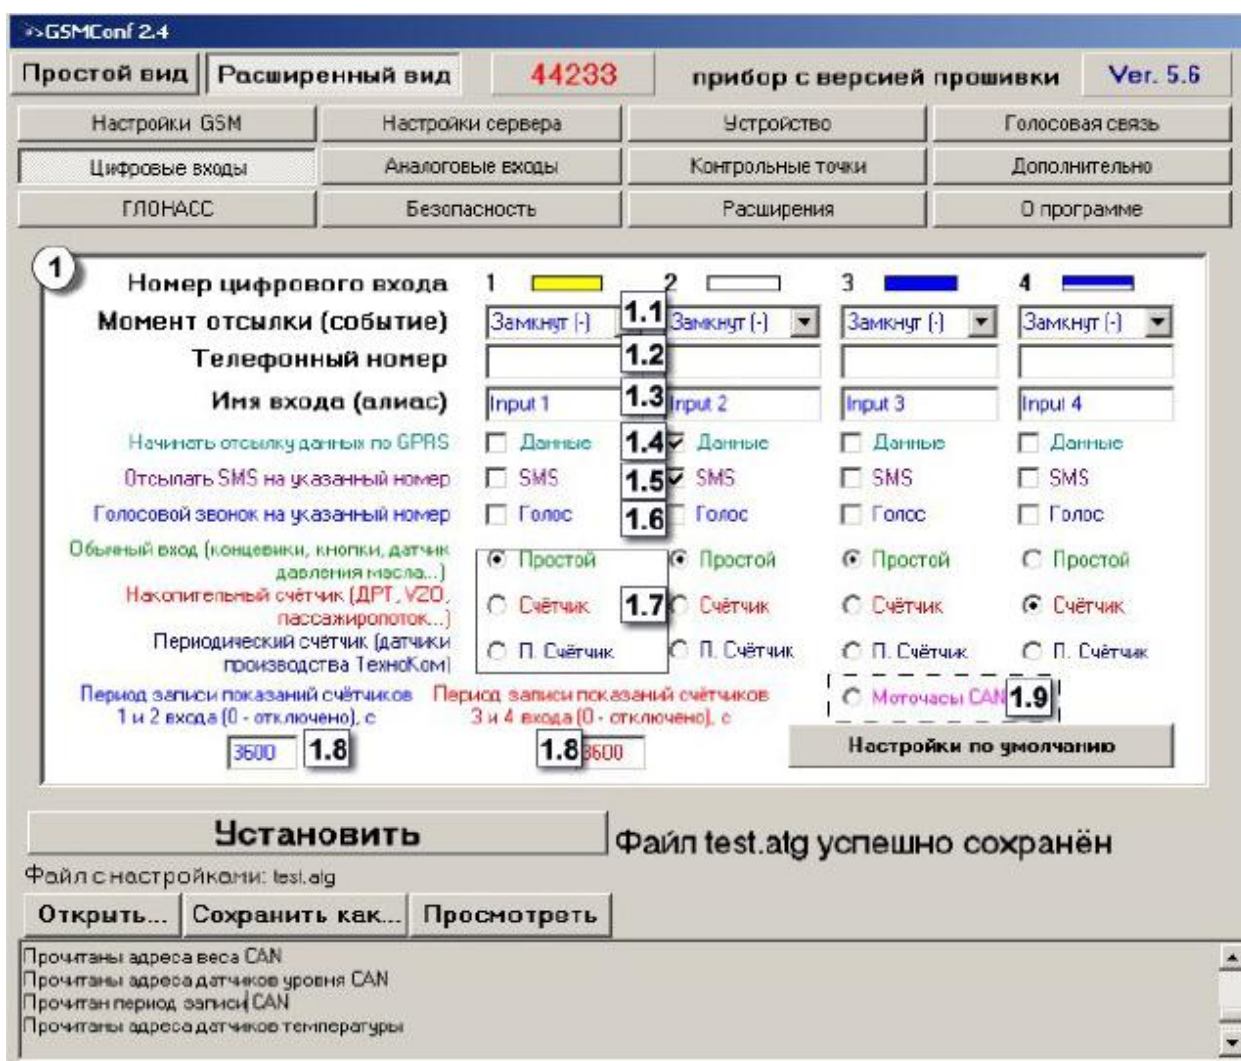 GSMConf 2.4
Простой вид Расширенный вид 44233 прибор с версией прошивки Ver. 5.6
Настройки GSM Настройки сервера Устройство Голосовая связь
Цифровые входы Аналоговые входы Контрольные точки Дополнительно
ГЛОНАСС Безопасность Расширения О программе
1
Номер цифрового входа 1 2 3 4
Момент отсылки (событие) Замкнут (-) 1.1 Замкнут (-) Замкнут (-) Замкнут (-)
Телефонный номер 1.2
Имя входа (алиас) Input 1 1.3 Input 2 Input 3 Input 4
Начинать отсылку данных по GPRS Данные 1.4 Данные Данные Данные
Отсылать SMS на указанный номер SMS 1.5 SMS SMS SMS
Голосовой звонок на указанный номер Голос 1.6 Голос Голос Голос
Обычный вход (концевики, кнопки, датчик
давления масла...) Простой Простой Простой Простой
Накопительный счётчик (ДРТ, VZO,
пассажиропоток...) Счётчик 1.7 Счётчик Счётчик Счётчик
Периодический счётчик (датчики
производства ТехноКом) П. Счётчик П. Счётчик П. Счётчик П. Счётчик
Период записи показаний счётчиков Период записи показаний счётчиков Моточасы CAN 1.9
1 и 2 входа (0 - отключено), с 3 и 4 входа (0 - отключено), с
3600 1.8 1.8 3600 Настройки по умолчанию
Установить Файл test.atg успешно сохранён
Файл с настройками: test.atg
Открыть... Сохранить как... Просмотреть
Прочитаны адреса веса CAN
Прочитаны адреса датчиков уровня CAN
Прочитан период записи CAN
Прочитаны адреса датчиков температуры